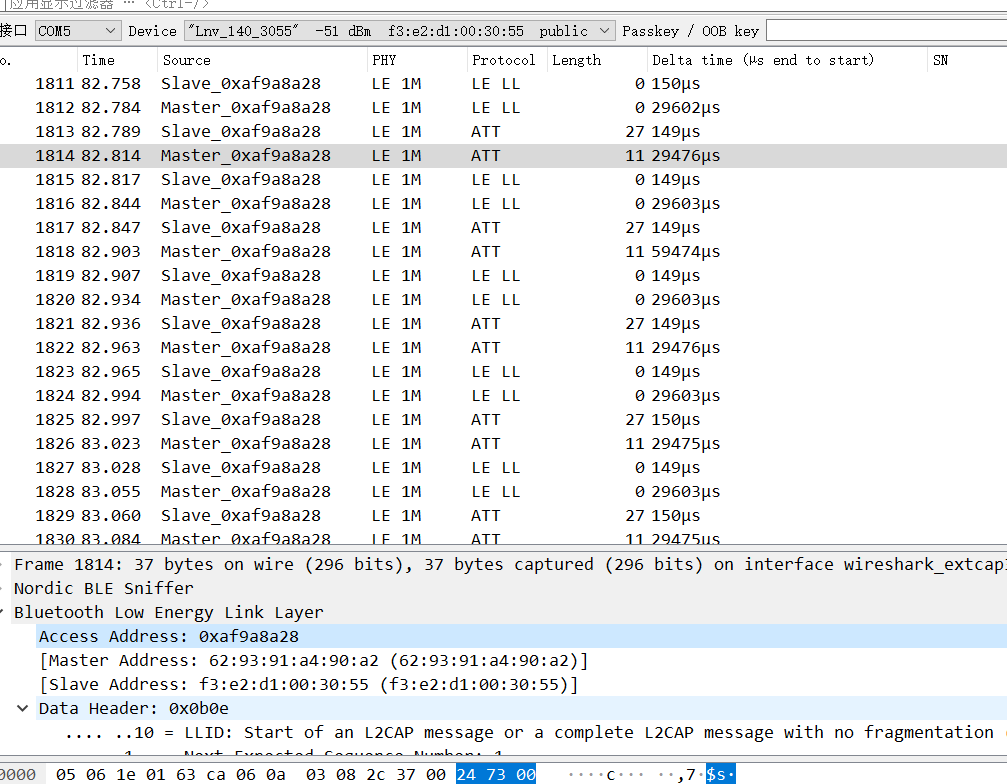 应用显示过滤器 … <Ctrl-/>
接口 COM5 Device "Lnv_140_3055" -51 dBm f3:e2:d1:00:30:55 public Passkey / OOB key
o. Time Source PHY Protocol Length Delta time (μs end to start) SN
1811 82.758 Slave_0xaf9a8a28 LE 1M LE LL 0 150μs
1812 82.784 Master_0xaf9a8a28 LE 1M LE LL 0 29602μs
1813 82.789 Slave_0xaf9a8a28 LE 1M ATT 27 149μs
1814 82.814 Master_0xaf9a8a28 LE 1M ATT 11 29476μs
1815 82.817 Slave_0xaf9a8a28 LE 1M LE LL 0 149μs
1816 82.844 Master_0xaf9a8a28 LE 1M LE LL 0 29603μs
1817 82.847 Slave_0xaf9a8a28 LE 1M ATT 27 149μs
1818 82.903 Master_0xaf9a8a28 LE 1M ATT 11 59474μs
1819 82.907 Slave_0xaf9a8a28 LE 1M LE LL 0 149μs
1820 82.934 Master_0xaf9a8a28 LE 1M LE LL 0 29603μs
1821 82.936 Slave_0xaf9a8a28 LE 1M ATT 27 149μs
1822 82.963 Master_0xaf9a8a28 LE 1M ATT 11 29476μs
1823 82.965 Slave_0xaf9a8a28 LE 1M LE LL 0 149μs
1824 82.994 Master_0xaf9a8a28 LE 1M LE LL 0 29603μs
1825 82.997 Slave_0xaf9a8a28 LE 1M ATT 27 150μs
1826 83.023 Master_0xaf9a8a28 LE 1M ATT 11 29475μs
1827 83.028 Slave_0xaf9a8a28 LE 1M LE LL 0 149μs
1828 83.055 Master_0xaf9a8a28 LE 1M LE LL 0 29603μs
1829 83.060 Slave_0xaf9a8a28 LE 1M ATT 27 150μs
1830 83.084 Master_0xaf9a8a28 LE 1M ATT 11 29475μs
Frame 1814: 37 bytes on wire (296 bits), 37 bytes captured (296 bits) on interface wireshark_extcap
Nordic BLE Sniffer
Bluetooth Low Energy Link Layer
Access Address: 0xaf9a8a28
[Master Address: 62:93:91:a4:90:a2 (62:93:91:a4:90:a2)]
[Slave Address: f3:e2:d1:00:30:55 (f3:e2:d1:00:30:55)]
Data Header: 0x0b0e
.... ..10 = LLID: Start of an L2CAP message or a complete L2CAP message with no fragmentation (
.... .1.. = Next Expected Sequence Number: 1
0000 05 06 1e 01 63 ca 06 0a 03 08 2c 37 00 24 73 00 ····c··· ··,7·$s·